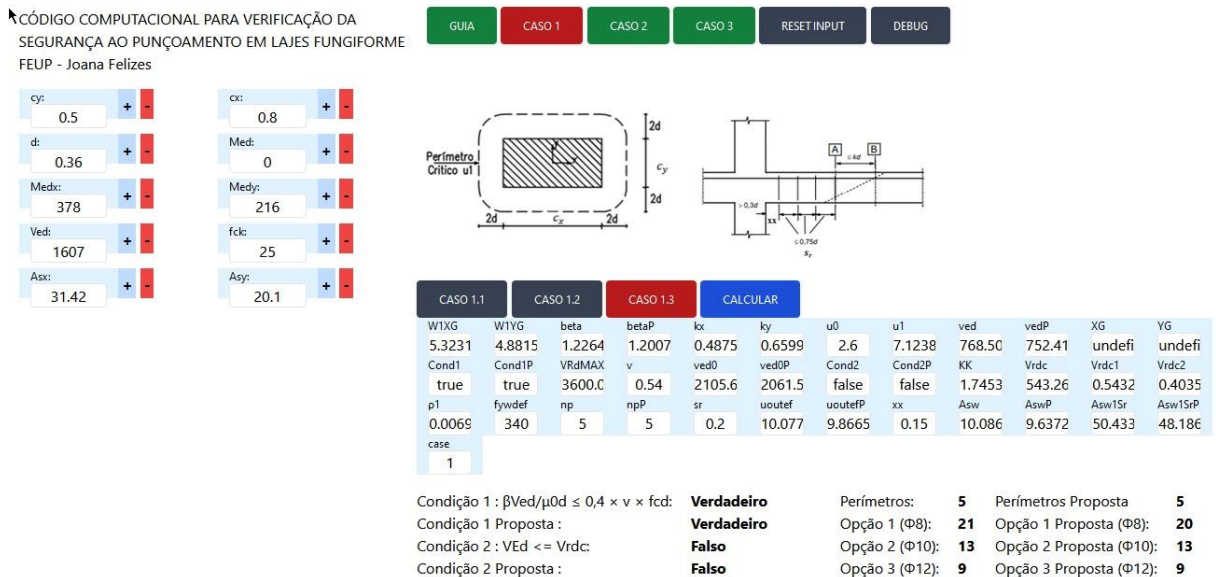 CÓDIGO COMPUTACIONAL PARA VERIFICAÇÃO DA
SEGURANÇA AO PUNÇOAMENTO EM LAJES FUNGIFORME
FEUP - Joana Felizes
GUIA CASO 1 CASO 2 CASO 3 RESET INPUT DEBUG
cy: cx:
0.5 + - 0.8 + -
d: Med:
0.36 + - 0 + -
Medx: Medy:
378 + - 216 + -
Ved: fck:
1607 + - 25 + -
Asx: Asy:
31.42 + - 20.1 + -
2d
Perímetro
Crítico u1
y
x
cy
2d
2d cx 2d
A B
≤ kd
> 0,3d
xx
≤ 0,75d
sr
CASO 1.1 CASO 1.2 CASO 1.3 CALCULAR
W1XG W1YG beta betaP kx ky u0 u1 ved vedP XG YG
5.3231 4.8815 1.2264 1.2007 0.4875 0.6599 2.6 7.1238 768.50 752.41 undefi undefi
Cond1 Cond1P VRdMAX v ved0 ved0P Cond2 Cond2P KK Vrdc Vrdc1 Vrdc2
true true 3600.0 0.54 2105.6 2061.5 false false 1.7453 543.26 0.5432 0.4035
ρ1 fywdef np npP sr uoutef uoutefP xx Asw AswP Asw1Sr Asw1SrP
0.0069 340 5 5 0.2 10.077 9.8665 0.15 10.086 9.6372 50.433 48.186
case
1
Condição 1 : βVed/μ0d ≤ 0,4 × v × fcd: Verdadeiro Perímetros: 5 Perímetros Proposta 5
Condição 1 Proposta : Verdadeiro Opção 1 (Φ8): 21 Opção 1 Proposta (Φ8): 20
Condição 2 : VEd <= Vrdc: Falso Opção 2 (Φ10): 13 Opção 2 Proposta (Φ10): 13
Condição 2 Proposta : Falso Opção 3 (Φ12): 9 Opção 3 Proposta (Φ12): 9